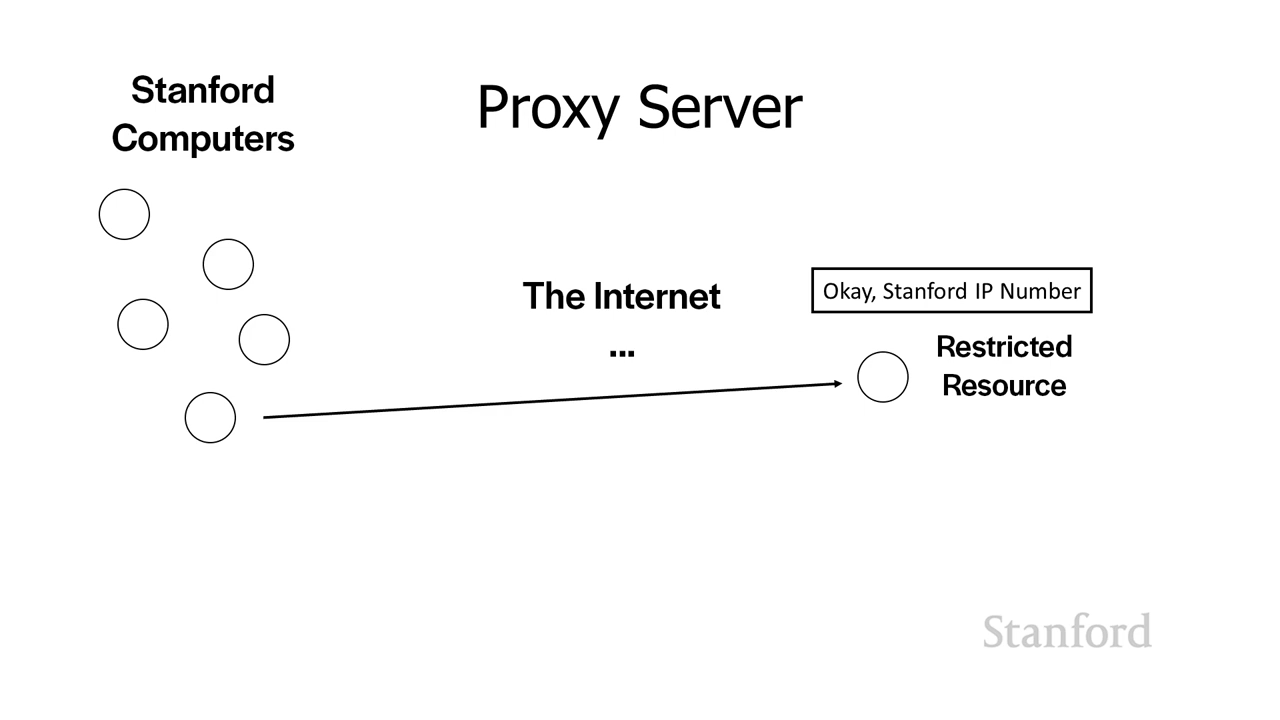 Stanford
Computers
Proxy Server
The Internet
...
Okay, Stanford IP Number
Restricted
Resource
Stanford